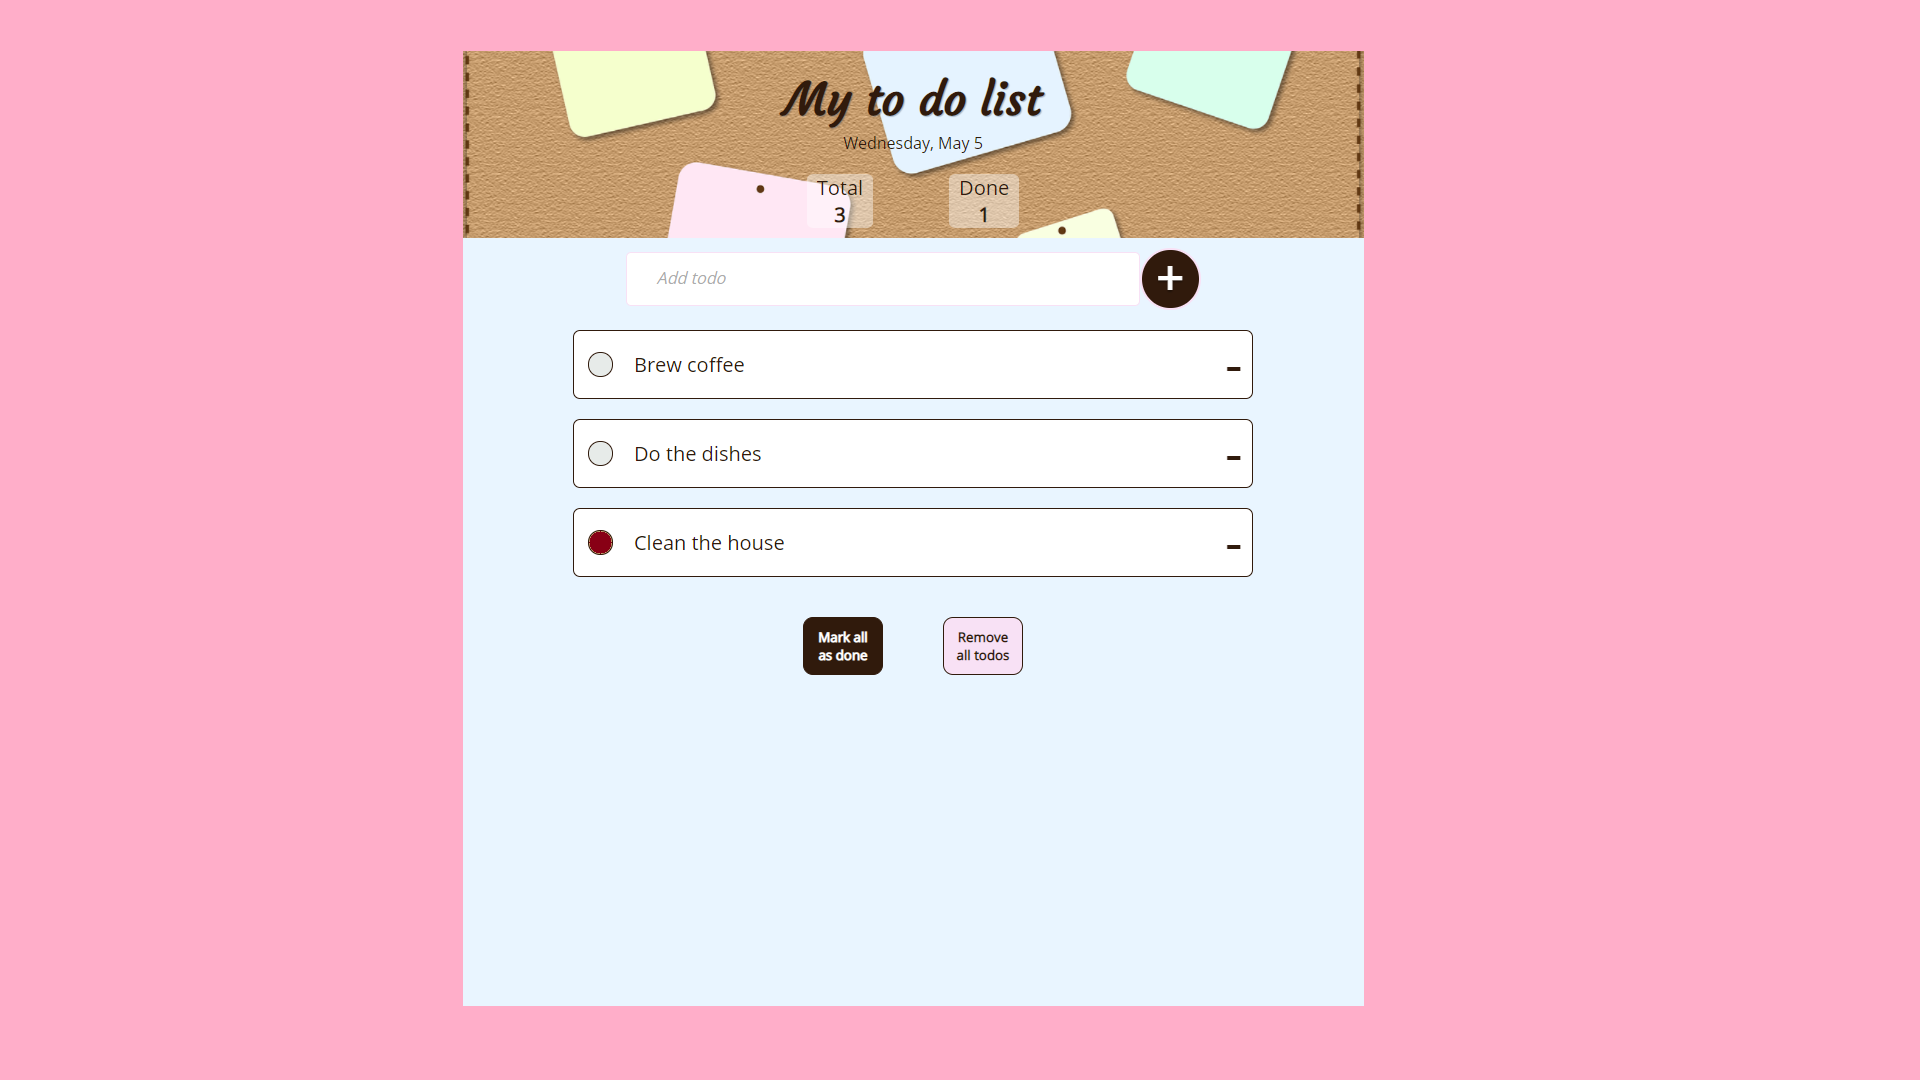 My to do list
Wednesday, May 5
Total
3
Done
1
Add todo
+
Brew coffee
-
Do the dishes
-
Clean the house
-
Mark all
as done
Remove
all todos